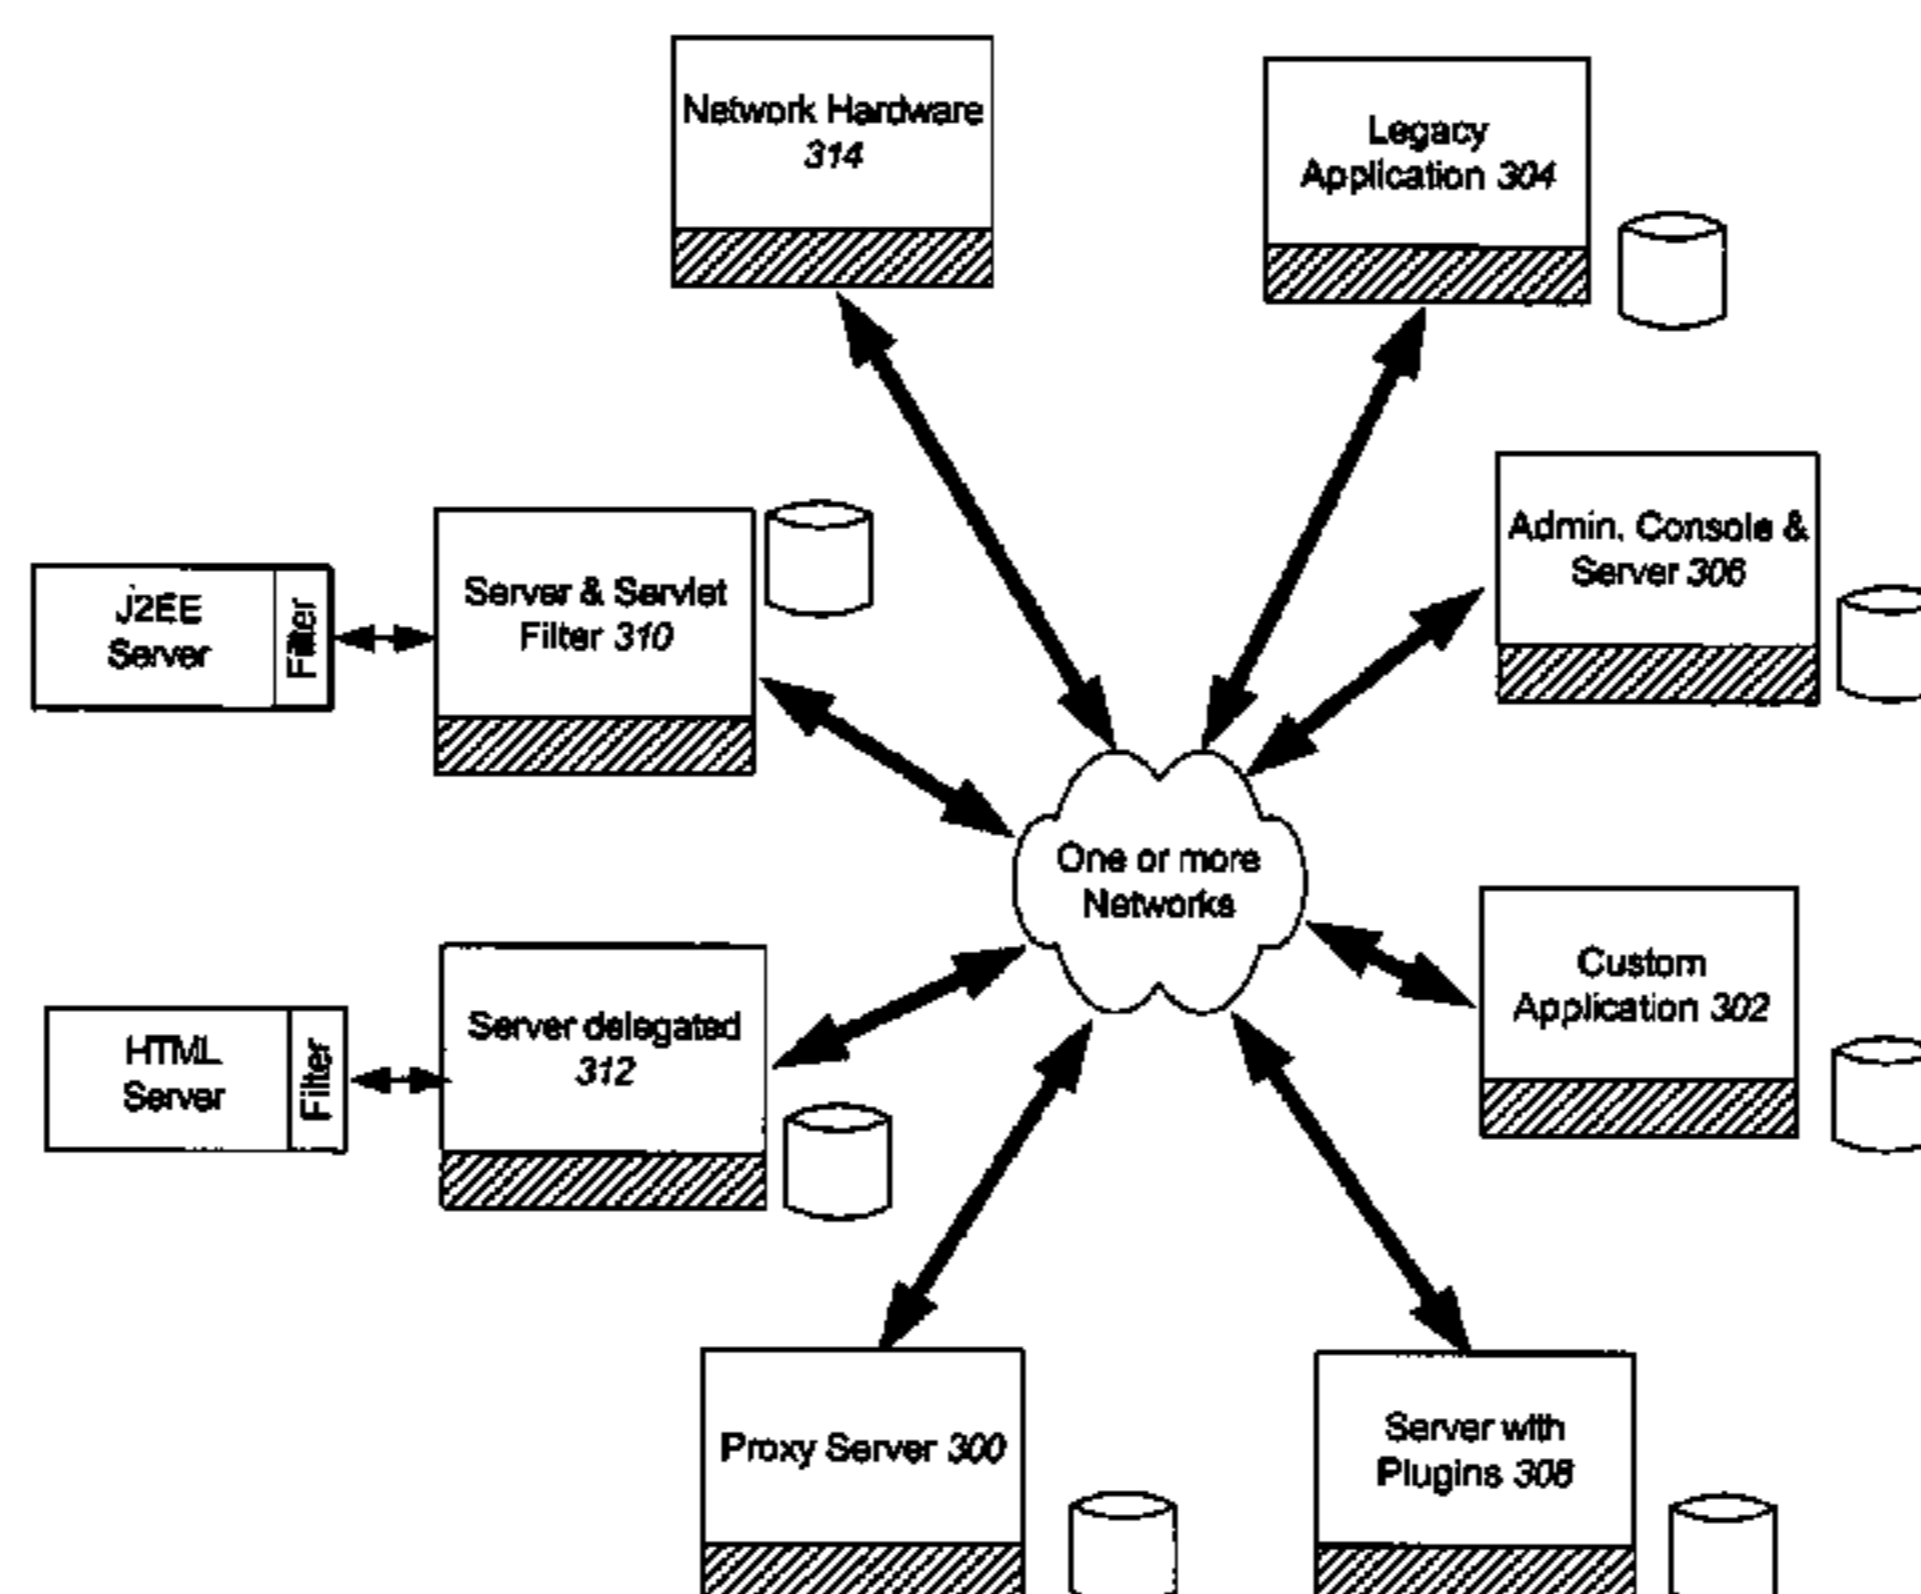 Network Hardware
314
Legacy
Application 304
Admin. Console &
Server 306
Server & Servlet
Filter 310
J2EE
Server
Filter
One or more
Networks
Custom
Application 302
Server delegated
312
HTML
Server
Filter
Proxy Server 300
Server with
Plugins 308